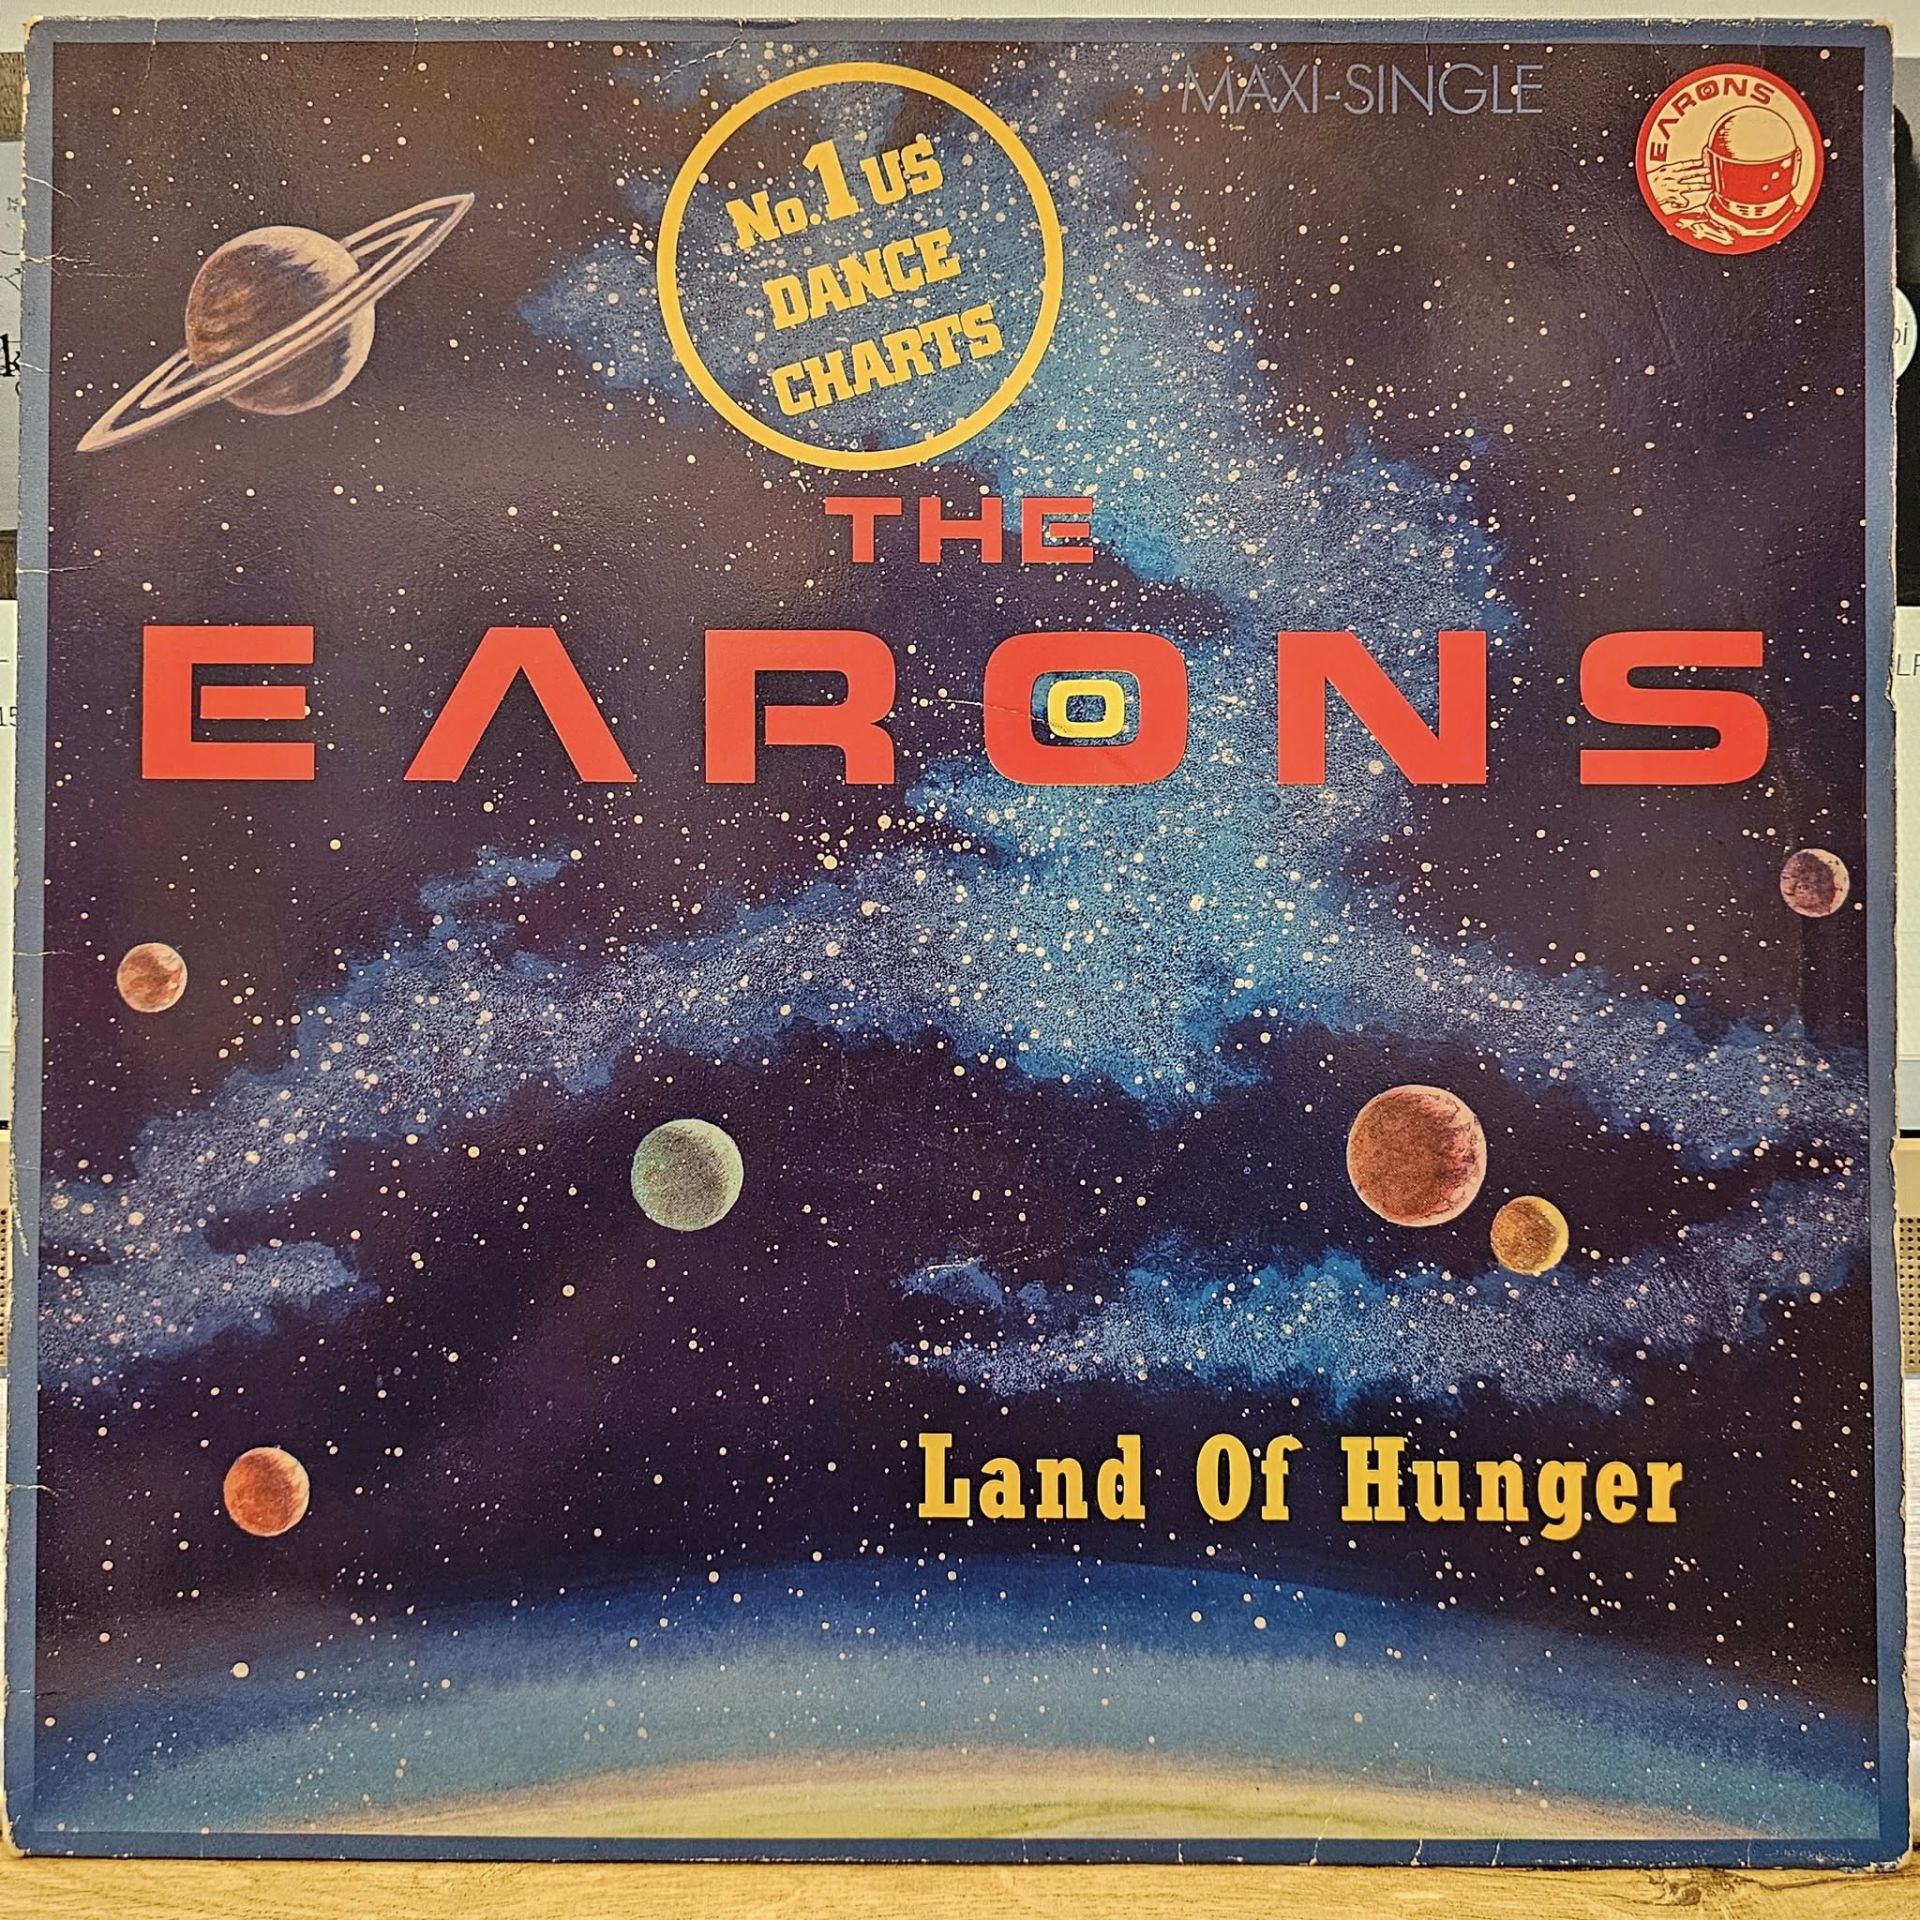 MAXI-SINGLE
EARONS
No.1 US
DANCE
CHARTS
THE
EARONS
Land Of Hunger